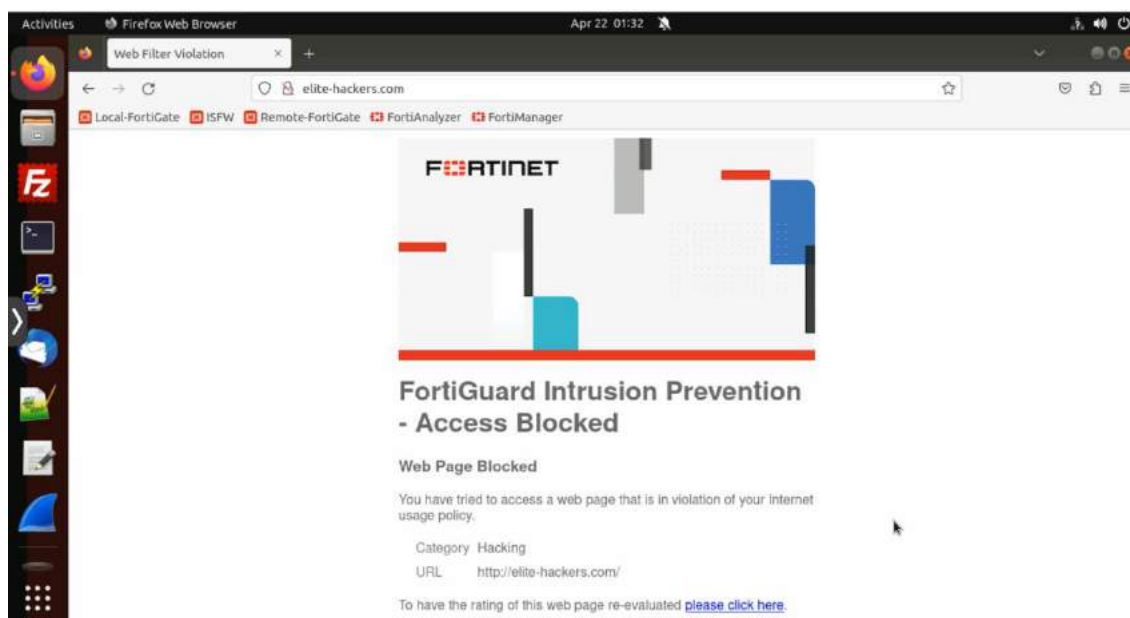 Activities Firefox Web Browser Apr 22 01:32
Web Filter Violation
elite-hackers.com
Local-FortiGate ISFW Remote-FortiGate FortiAnalyzer FortiManager
FORTINET
FortiGuard Intrusion Prevention
- Access Blocked
Web Page Blocked
You have tried to access a web page that is in violation of your Internet
usage policy.
Category Hacking
URL http://elite-hackers.com/
To have the rating of this web page re-evaluated please click here.